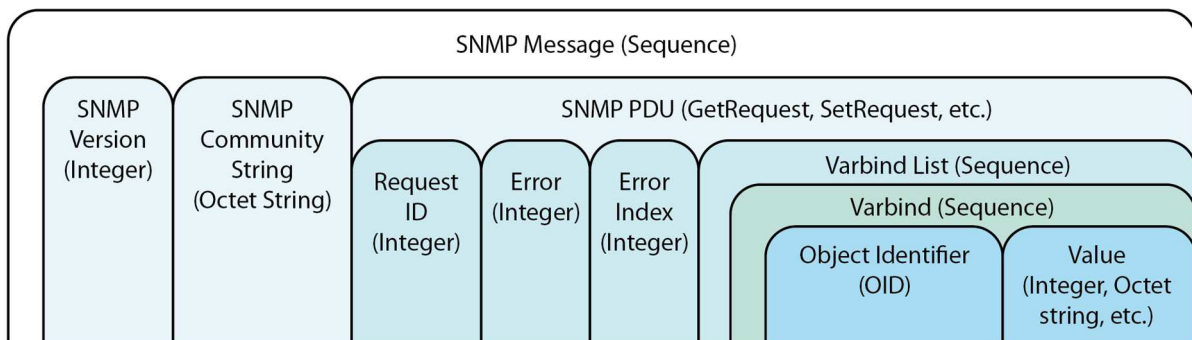 SNMP Message (Sequence)
SNMP
Version
(Integer)
SNMP
Community
String
(Octet String)
SNMP PDU (GetRequest, SetRequest, etc.)
Request
ID
(Integer)
Error
(Integer)
Error
Index
(Integer)
Varbind List (Sequence)
Varbind (Sequence)
Object Identifier
(OID)
Value
(Integer, Octet
string, etc.)